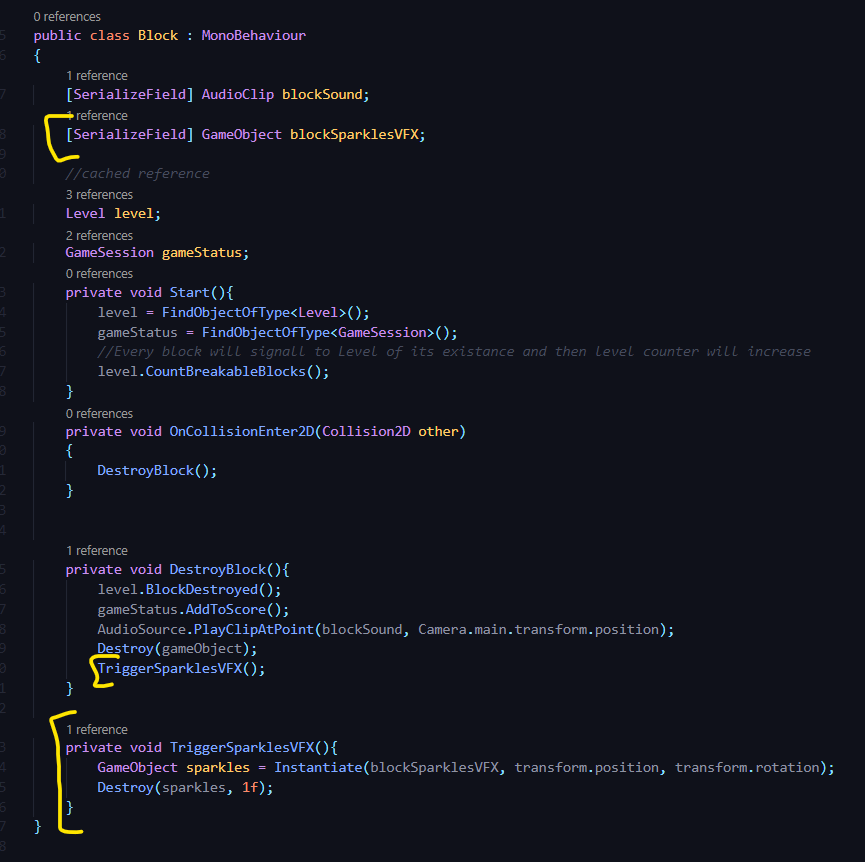 0 references
public class Block : MonoBehaviour
{
1 reference
[SerializeField] AudioClip blockSound;
1 reference
[SerializeField] GameObject blockSparklesVFX;
//cached reference
3 references
Level level;
2 references
GameSession gameStatus;
0 references
private void Start(){
level = FindObjectOfType<Level>();
gameStatus = FindObjectOfType<GameSession>();
//Every block will signall to Level of its existance and then level counter will increase
level.CountBreakableBlocks();
}
0 references
private void OnCollisionEnter2D(Collision2D other)
{
DestroyBlock();
}
1 reference
private void DestroyBlock(){
level.BlockDestroyed();
gameStatus.AddToScore();
AudioSource.PlayClipAtPoint(blockSound, Camera.main.transform.position);
Destroy(gameObject);
TriggerSparklesVFX();
}
1 reference
private void TriggerSparklesVFX(){
GameObject sparkles = Instantiate(blockSparklesVFX, transform.position, transform.rotation);
Destroy(sparkles, 1f);
}
}